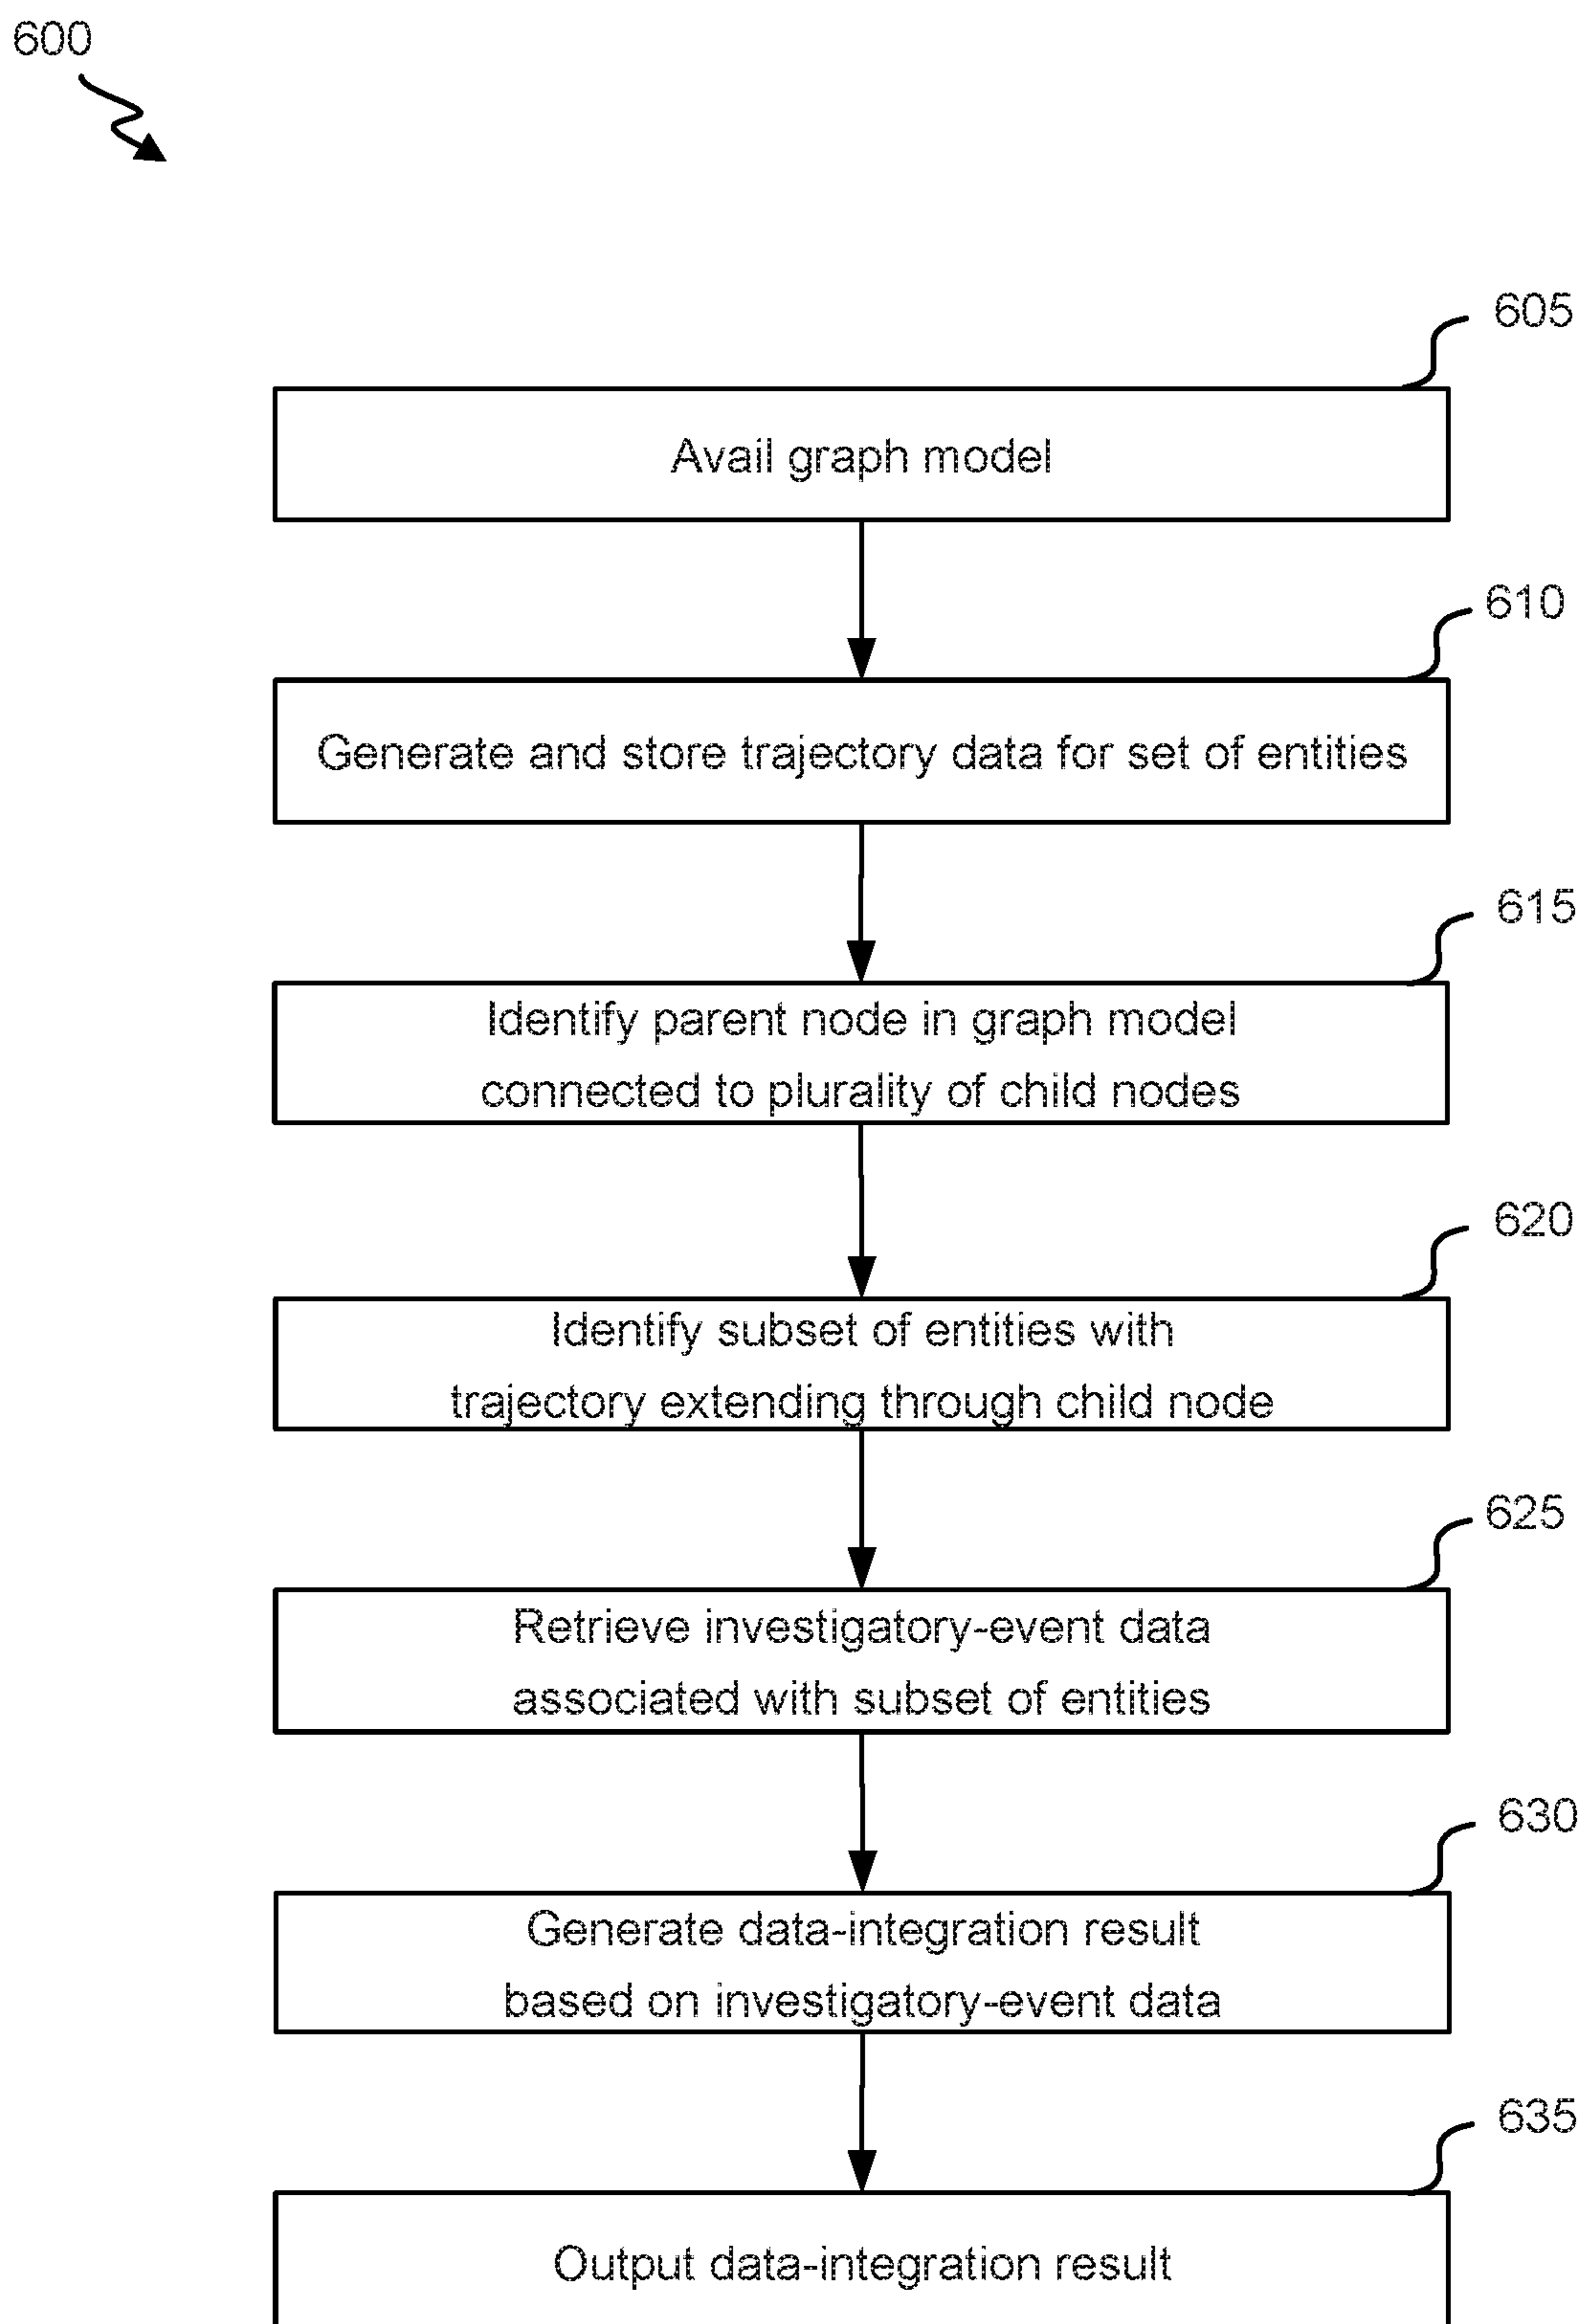 600
605
Avail graph model
610
Generate and store trajectory data for set of entities
615
Identify parent node in graph model
connected to plurality of child nodes
620
Identify subset of entities with
trajectory extending through child node
625
Retrieve investigatory-event data
associated with subset of entities
630
Generate data-integration result
based on investigatory-event data
635
Output data-integration result